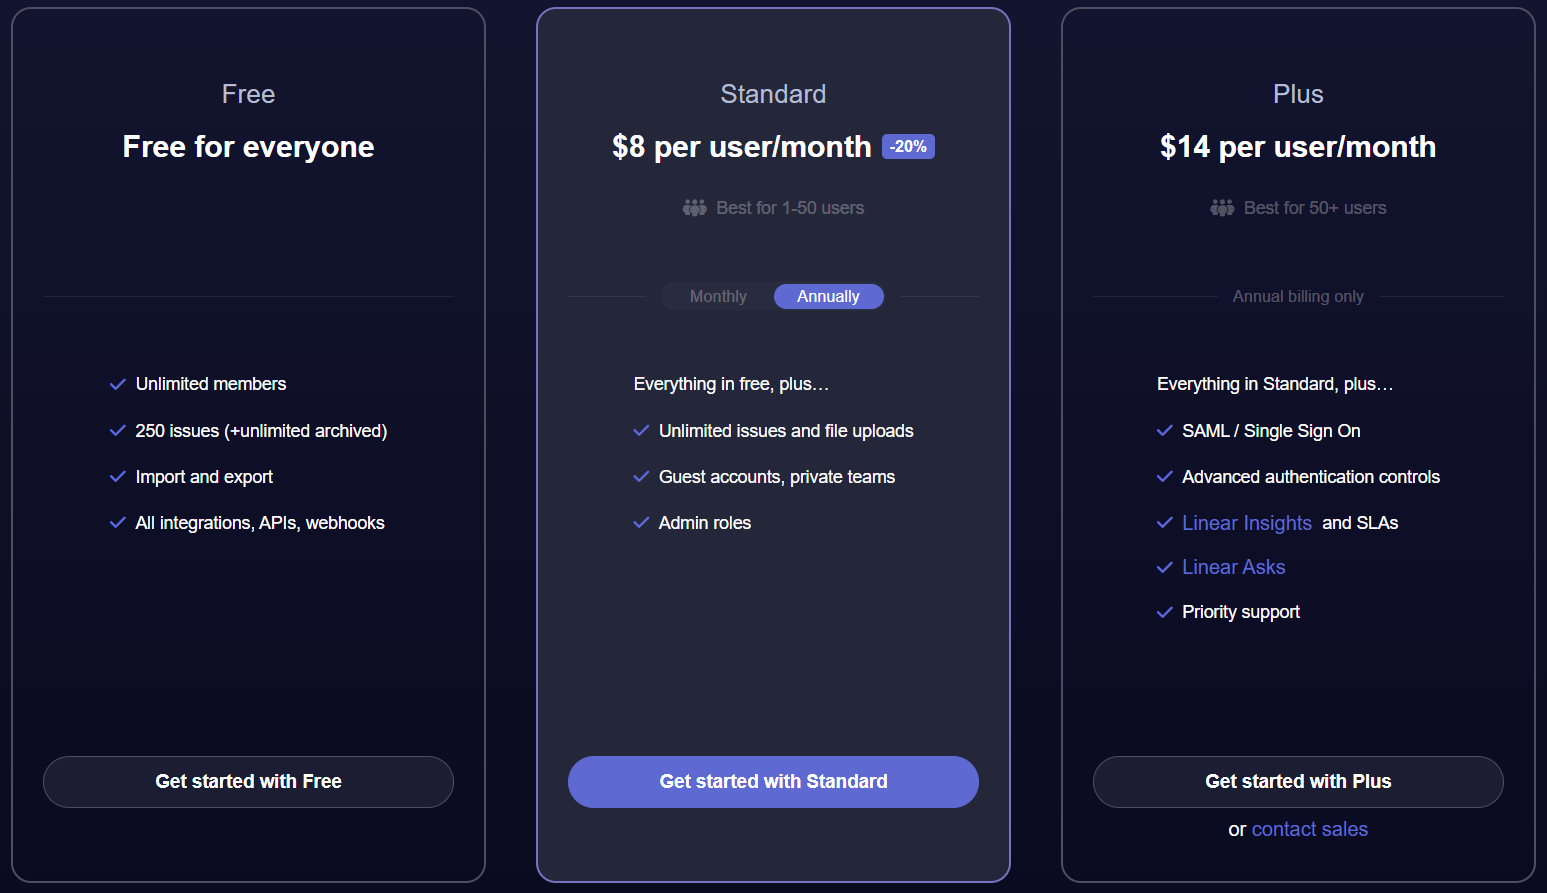 Free
Free for everyone
Unlimited members
250 issues (+unlimited archived)
Import and export
All integrations, APIs, webhooks
Get started with Free
Standard
$8 per user/month -20%
Best for 1-50 users
Monthly Annually
Everything in free, plus…
Unlimited issues and file uploads
Guest accounts, private teams
Admin roles
Get started with Standard
Plus
$14 per user/month
Best for 50+ users
Annual billing only
Everything in Standard, plus…
SAML / Single Sign On
Advanced authentication controls
Linear Insights and SLAs
Linear Asks
Priority support
Get started with Plus
or contact sales